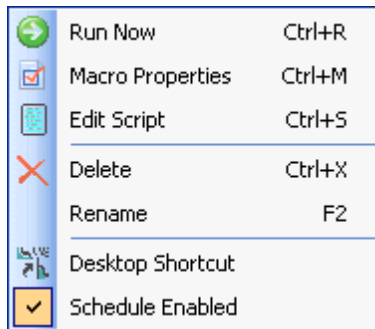 Run Now Ctrl+R
Macro Properties Ctrl+M
Edit Script Ctrl+S
Delete Ctrl+X
Rename F2
Desktop Shortcut
Schedule Enabled